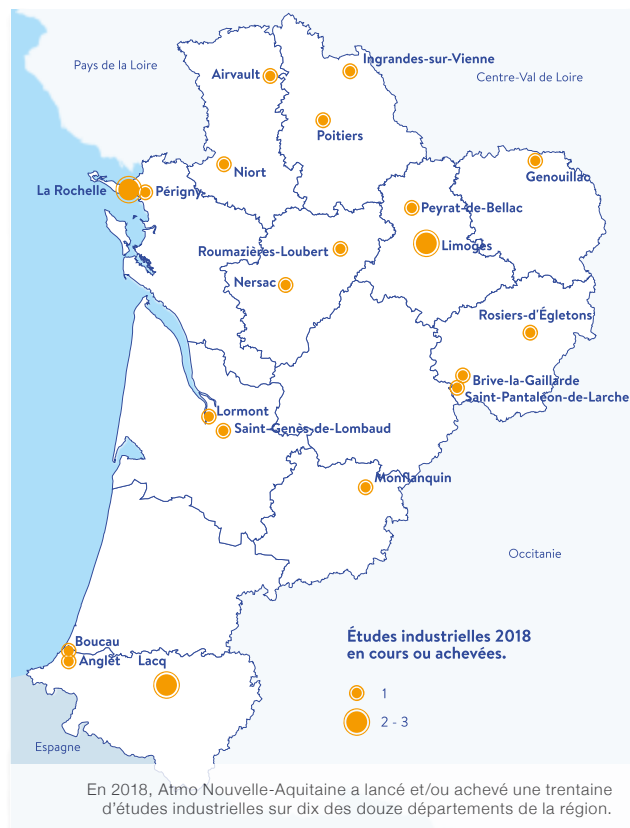 Pays de la Loire
Ingrandes-sur-Vienne
Airvault
Centre-Val de Loire
Poitiers
Niort
Genouillac
La Rochelle
Périgny
Peyrat-de-Bellac
Roumazières-Loubert
Limoges
Nersac
Rosiers-d'Égletons
Brive-la-Gaillarde
Saint-Pantaléon-de-Larche
Lormont
Saint-Genès-de-Lombaud
Monflanquin
Occitanie
Boucau
Anglet
Lacq
Études industrielles 2018
en cours ou achevées.
1
2 - 3
Espagne
En 2018, Atmo Nouvelle-Aquitaine a lancé et/ou achevé une trentaine
d'études industrielles sur dix des douze départements de la région.